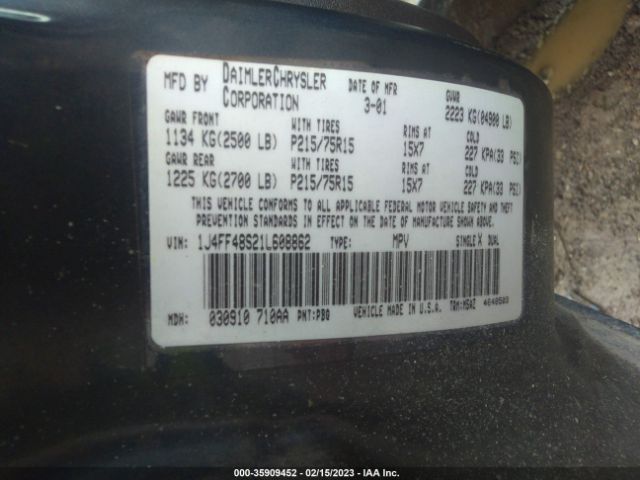 MFD BY DAIMLERCHRYSLER CORPORATION DATE OF MFR 3-01 GVWR 2223 KG(04900 LB)
GAWR FRONT WITH TIRES RIMS AT COLD
1134 KG(2500 LB) P215/75R15 15X7 227 KPA(33 PSI)
GAWR REAR WITH TIRES RIMS AT COLD
1225 KG(2700 LB) P215/75R15 15X7 227 KPA(33 PSI)
THIS VEHICLE CONFORMS TO ALL APPLICABLE FEDERAL MOTOR VEHICLE SAFETY AND THEFT
PREVENTION STANDARDS IN EFFECT ON THE DATE OF MANUFACTURE SHOWN ABOVE.
VIN: 1J4FF48S21L608862 TYPE: MPV SINGLE X DUAL
MDH: 030910 710AA PNT:PBQ VEHICLE MADE IN U.S.A. TRM:MSAZ 4648503
000-35909452 - 02/15/2023 - IAA Inc.